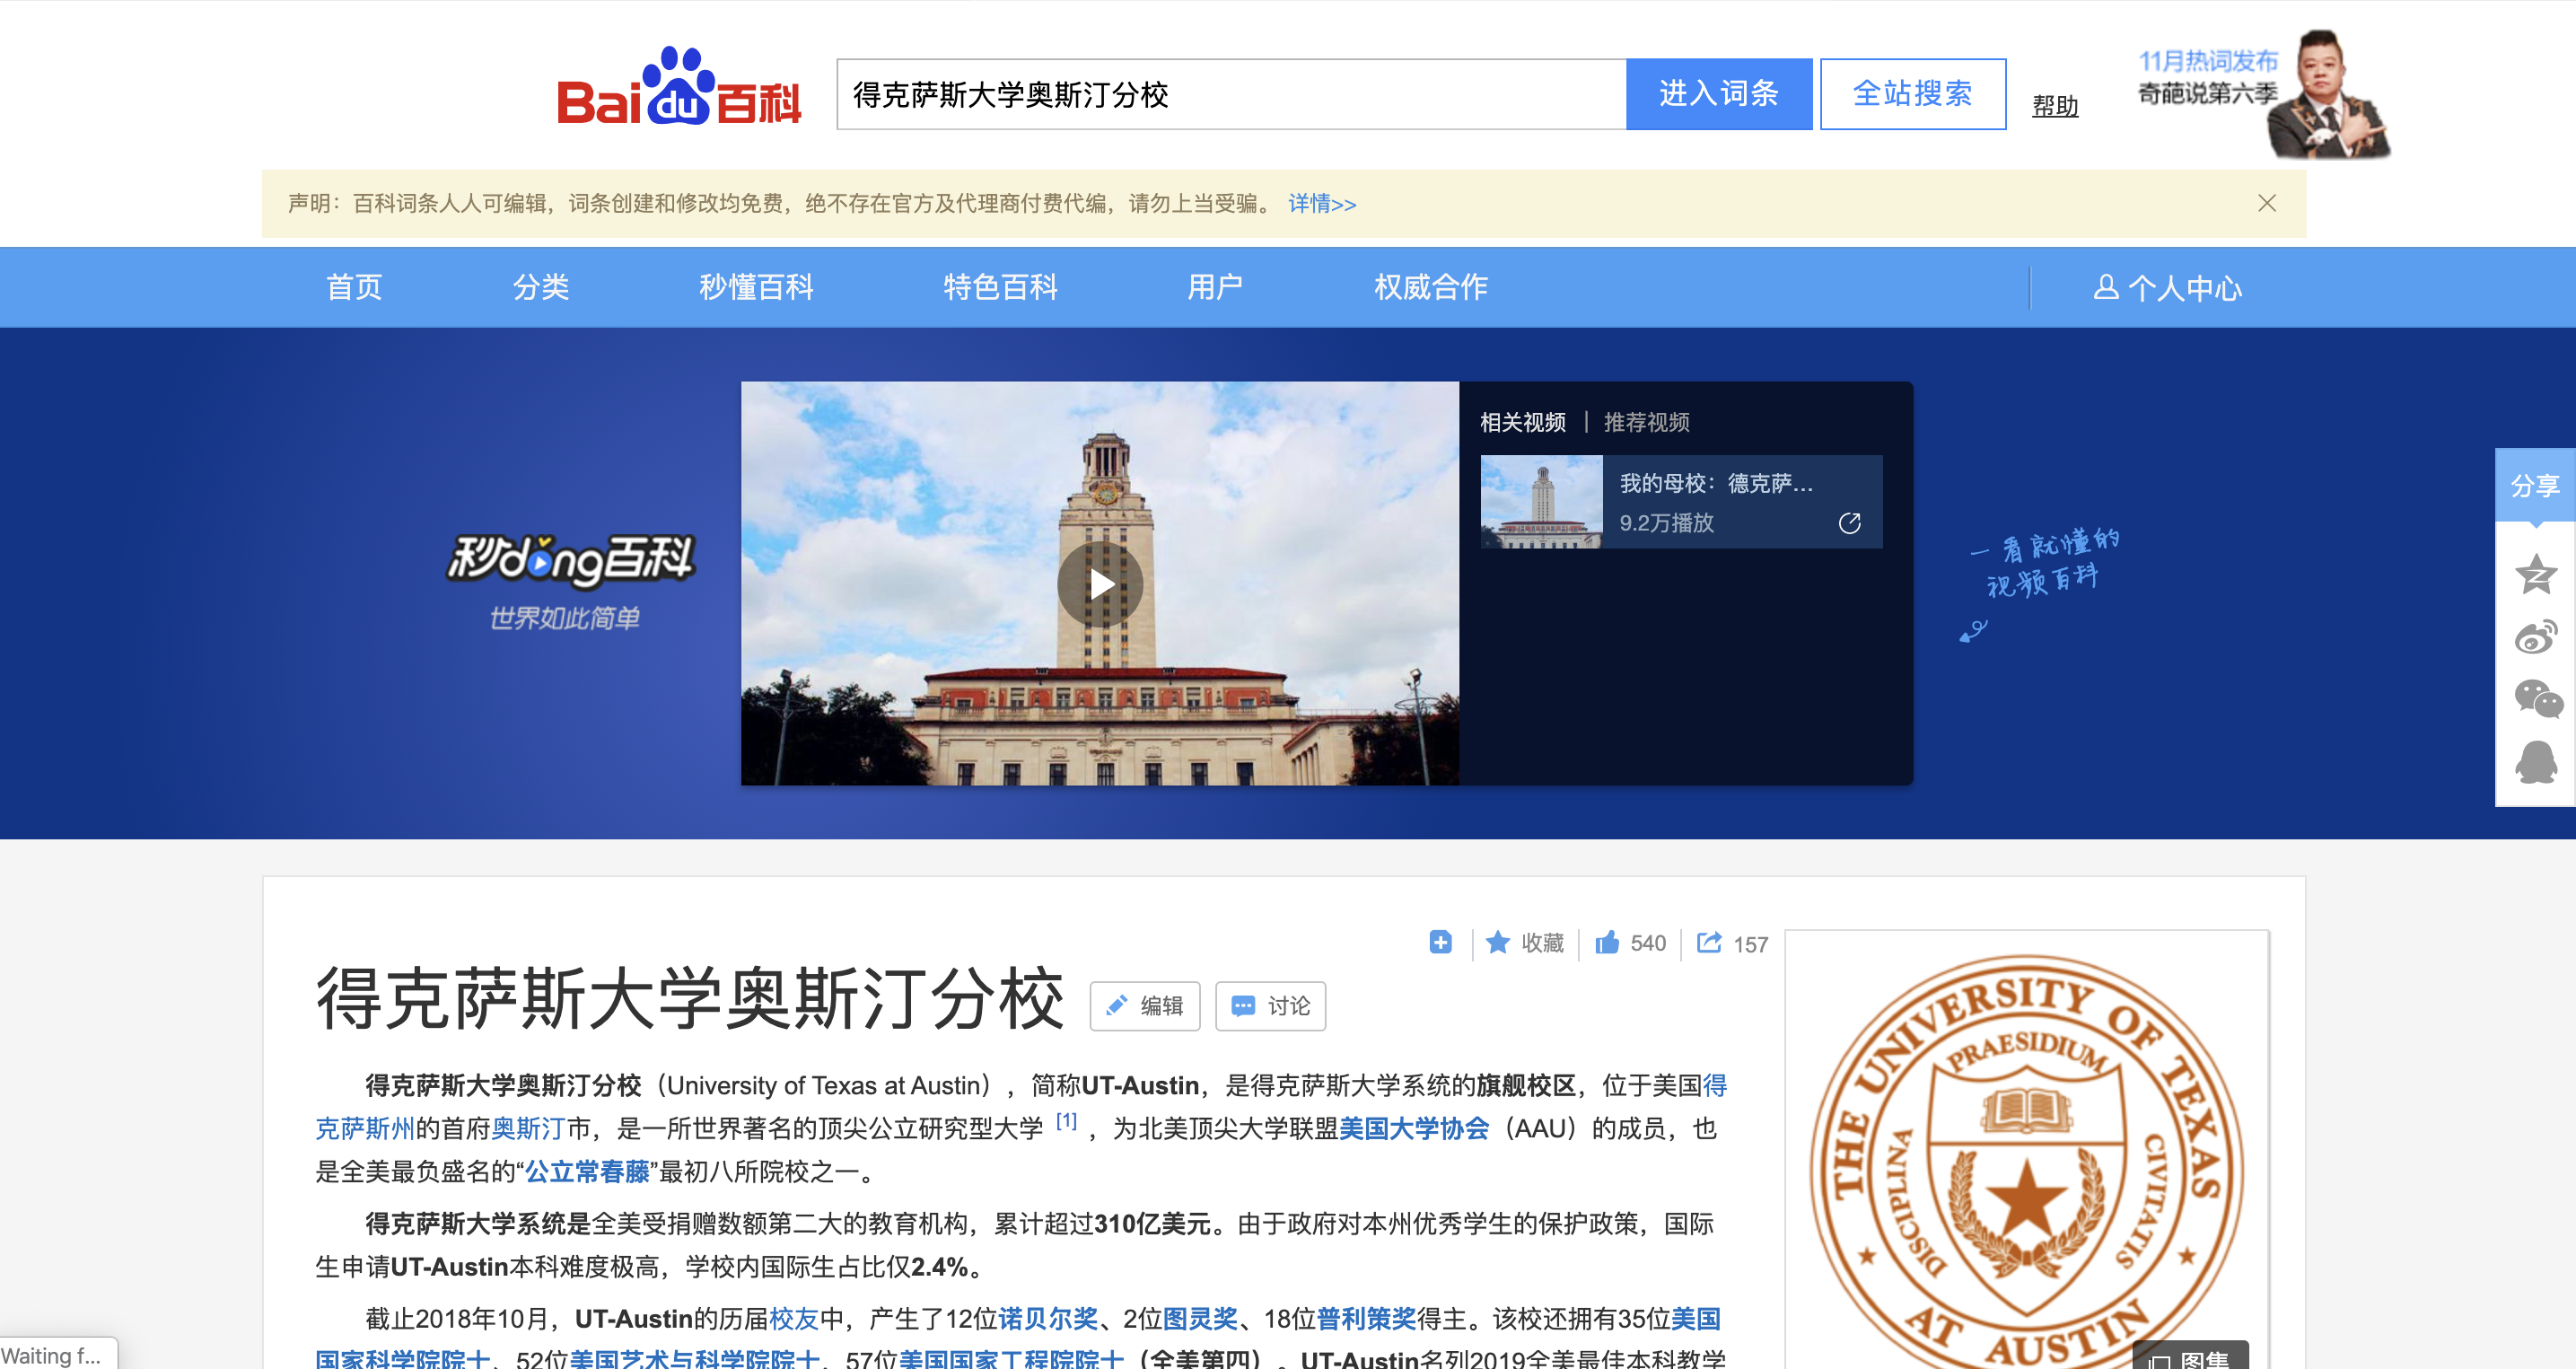 Bai du 百科
得克萨斯大学奥斯汀分校
进入词条
全站搜索
帮助
11月热词发布
奇葩说第六季
声明：百科词条人人可编辑，词条创建和修改均免费，绝不存在官方及代理商付费代编，请勿上当受骗。 详情>>
首页 分类 秒懂百科 特色百科 用户 权威合作 个人中心
秒dǒng百科
世界如此简单
相关视频 | 推荐视频
我的母校：德克萨...
9.2万播放
一看就懂的
视频百科
分享
收藏 540 157
得克萨斯大学奥斯汀分校 编辑 讨论
得克萨斯大学奥斯汀分校（University of Texas at Austin），简称UT-Austin，是得克萨斯大学系统的旗舰校区，位于美国得
克萨斯州的首府奥斯汀市，是一所世界著名的顶尖公立研究型大学 [1] ，为北美顶尖大学联盟美国大学协会（AAU）的成员，也
是全美最负盛名的“公立常春藤”最初八所院校之一。
得克萨斯大学系统是全美受捐赠数额第二大的教育机构，累计超过310亿美元。由于政府对本州优秀学生的保护政策，国际
生申请UT-Austin本科难度极高，学校内国际生占比仅2.4%。
截止2018年10月，UT-Austin的历届校友中，产生了12位诺贝尔奖、2位图灵奖、18位普利策奖得主。该校还拥有35位美国
国家科学院院士、52位美国艺术与科学院院士、57位美国国家工程院院士（全美第四）。UT-Austin名列2019全美最佳本科教学
THE UNIVERSITY OF TEXAS
PRAESIDIUM
DISCIPLINA
CIVITATIS
AT AUSTIN
图集
Waiting f...